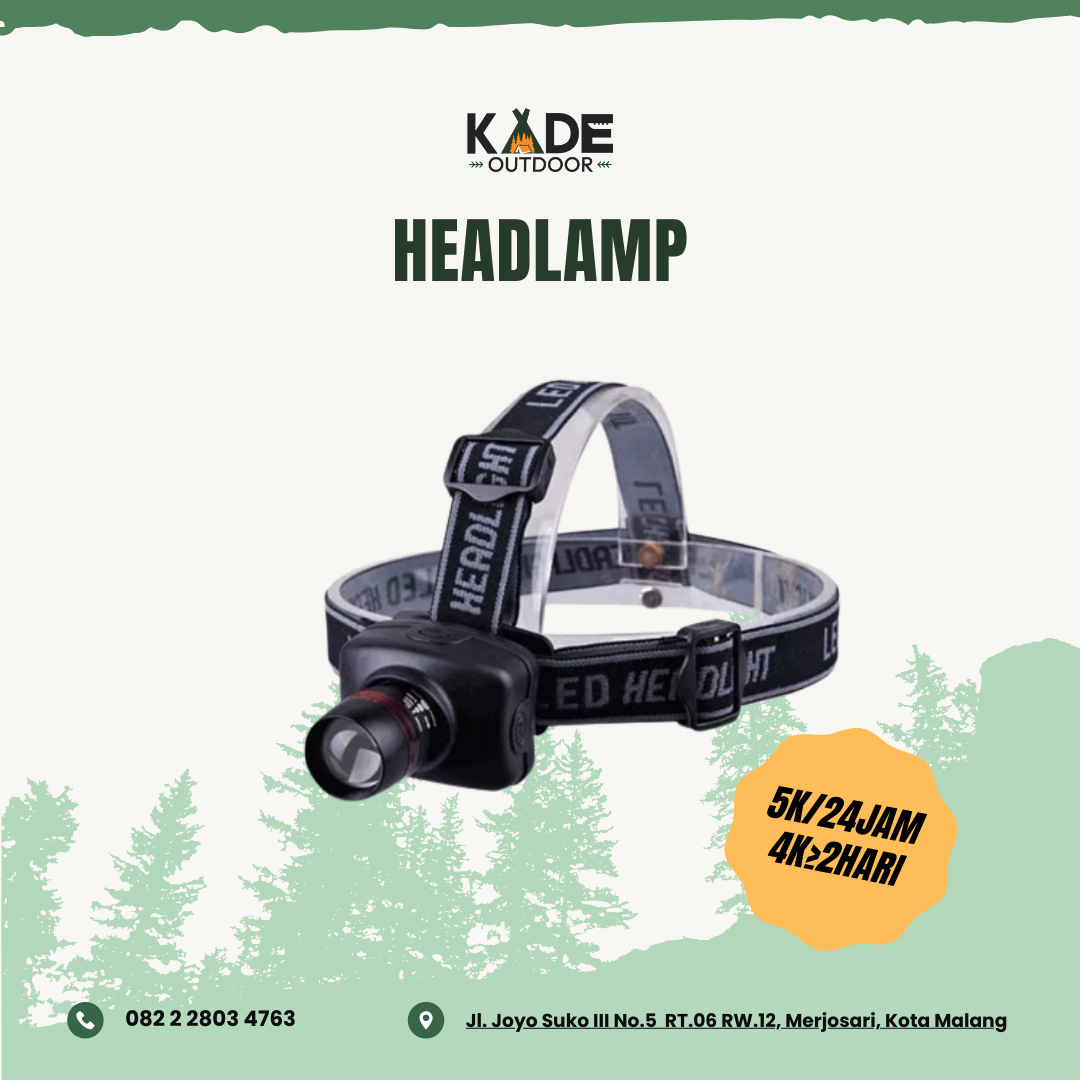 KADE
OUTDOOR
HEADLAMP
LED
HEADLIGHT
LED HEADLIGHT
LE
5K/24JAM
4K≥2HARI
082 2 2803 4763
Jl. Joyo Suko III No.5 RT.06 RW.12, Merjosari, Kota Malang